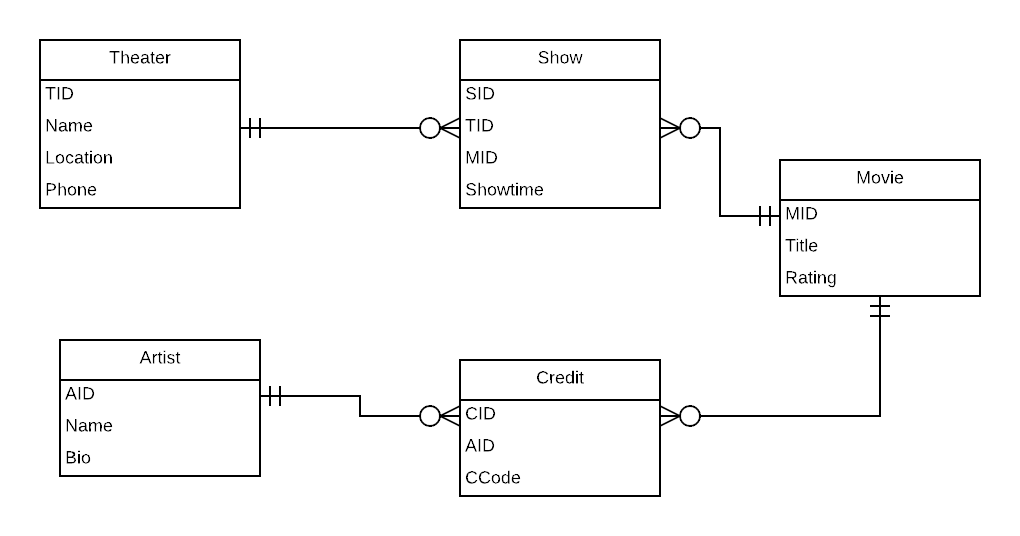 Theater
TID
Name
Location
Phone
Show
SID
TID
MID
Showtime
Movie
MID
Title
Rating
Artist
AID
Name
Bio
Credit
CID
AID
CCode